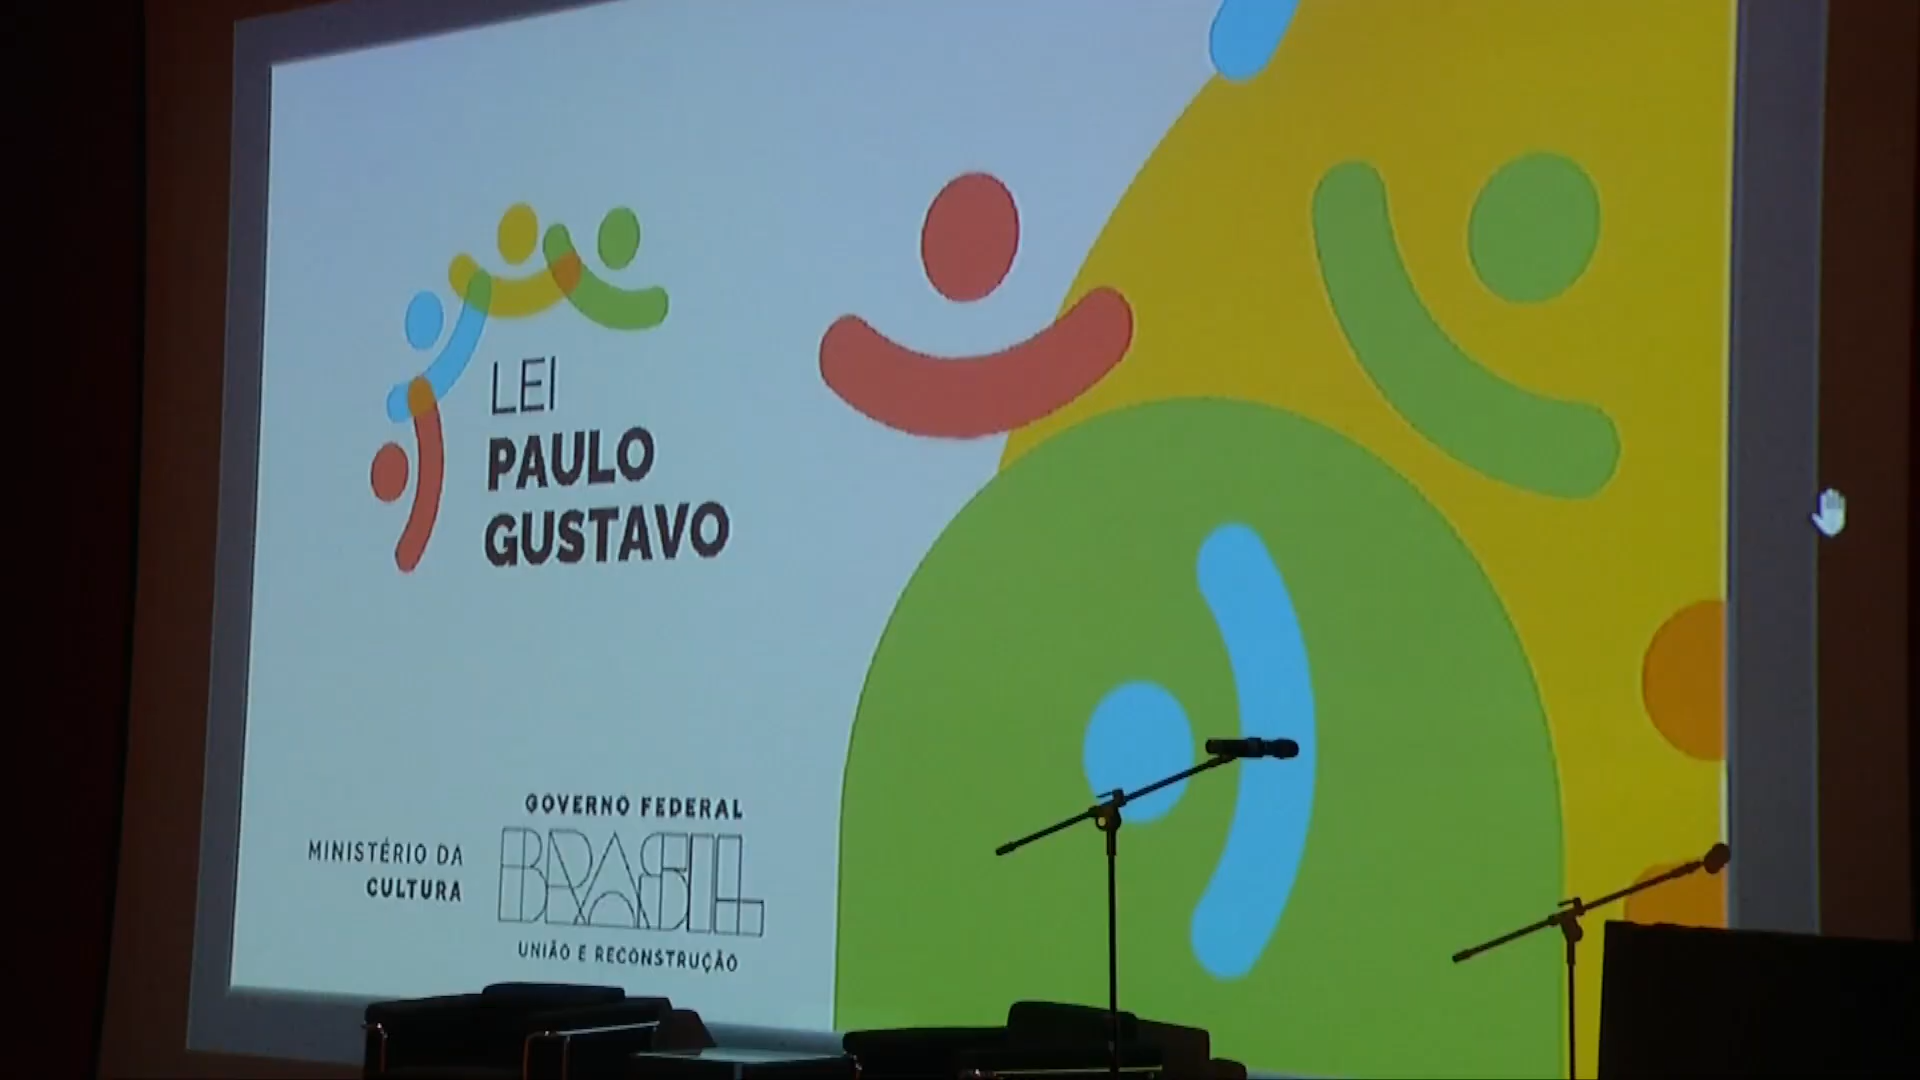 LEI
PAULO
GUSTAVO
MINISTÉRIO DA
CULTURA
GOVERNO FEDERAL
BRASIL
UNIÃO E RECONSTRUÇÃO